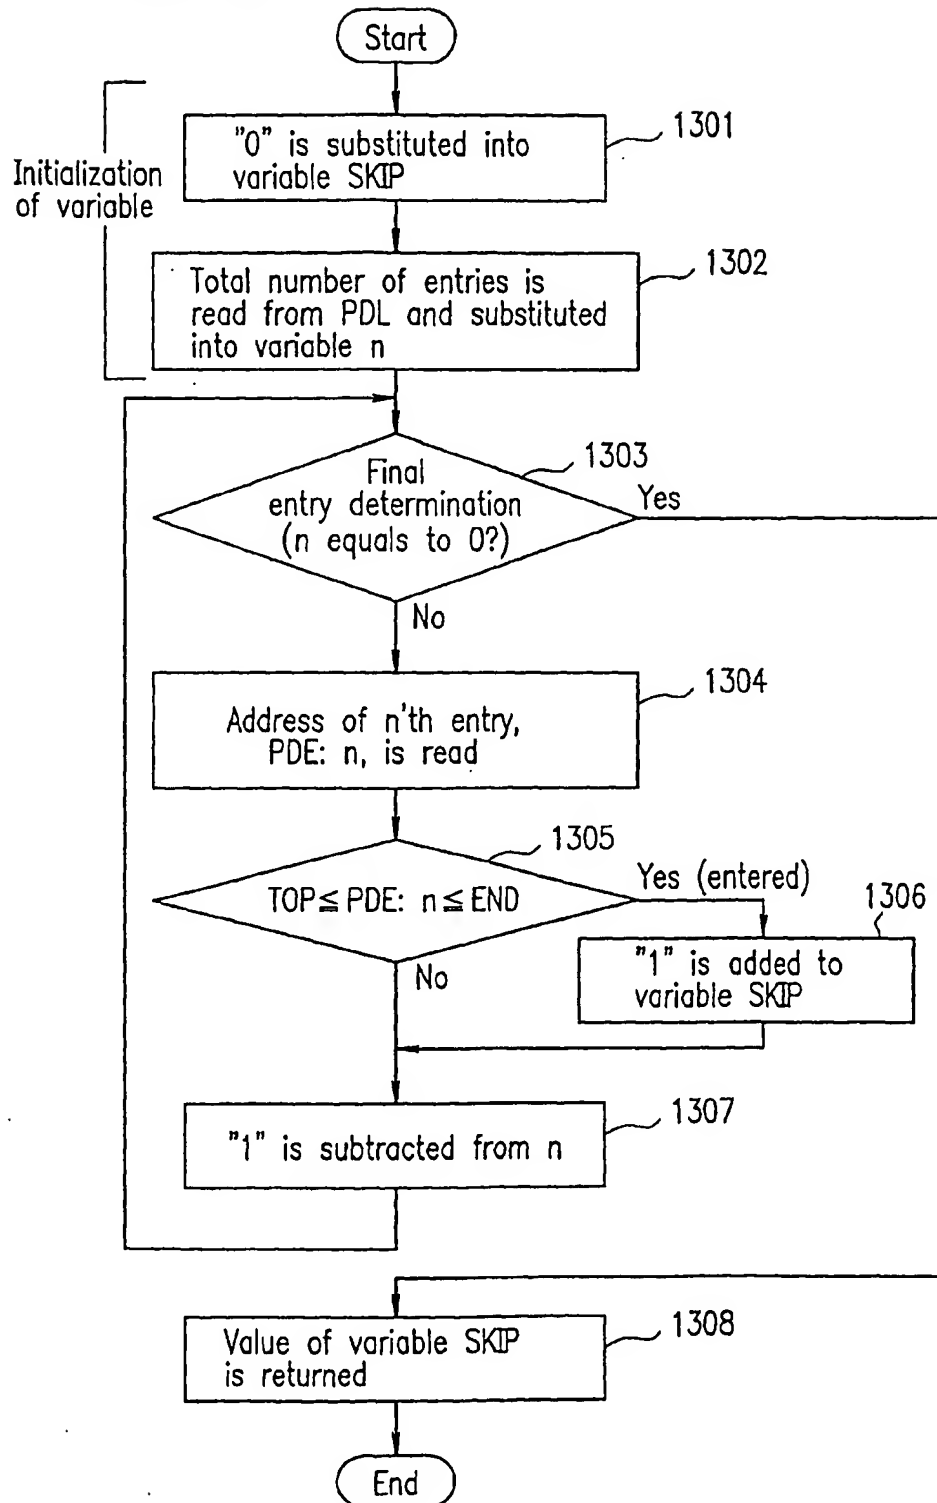 Start
1301
"0" is substituted into
variable SKIP
Initialization
of variable
1302
Total number of entries is
read from PDL and substituted
into variable n
1303
Final
entry determination
(n equals to 0?)
Yes
No
1304
Address of n'th entry,
PDE: n, is read
1305
TOP≦PDE: n≦END
Yes (entered)
1306
"1" is added to
variable SKIP
No
1307
"1" is subtracted from n
1308
Value of variable SKIP
is returned
End